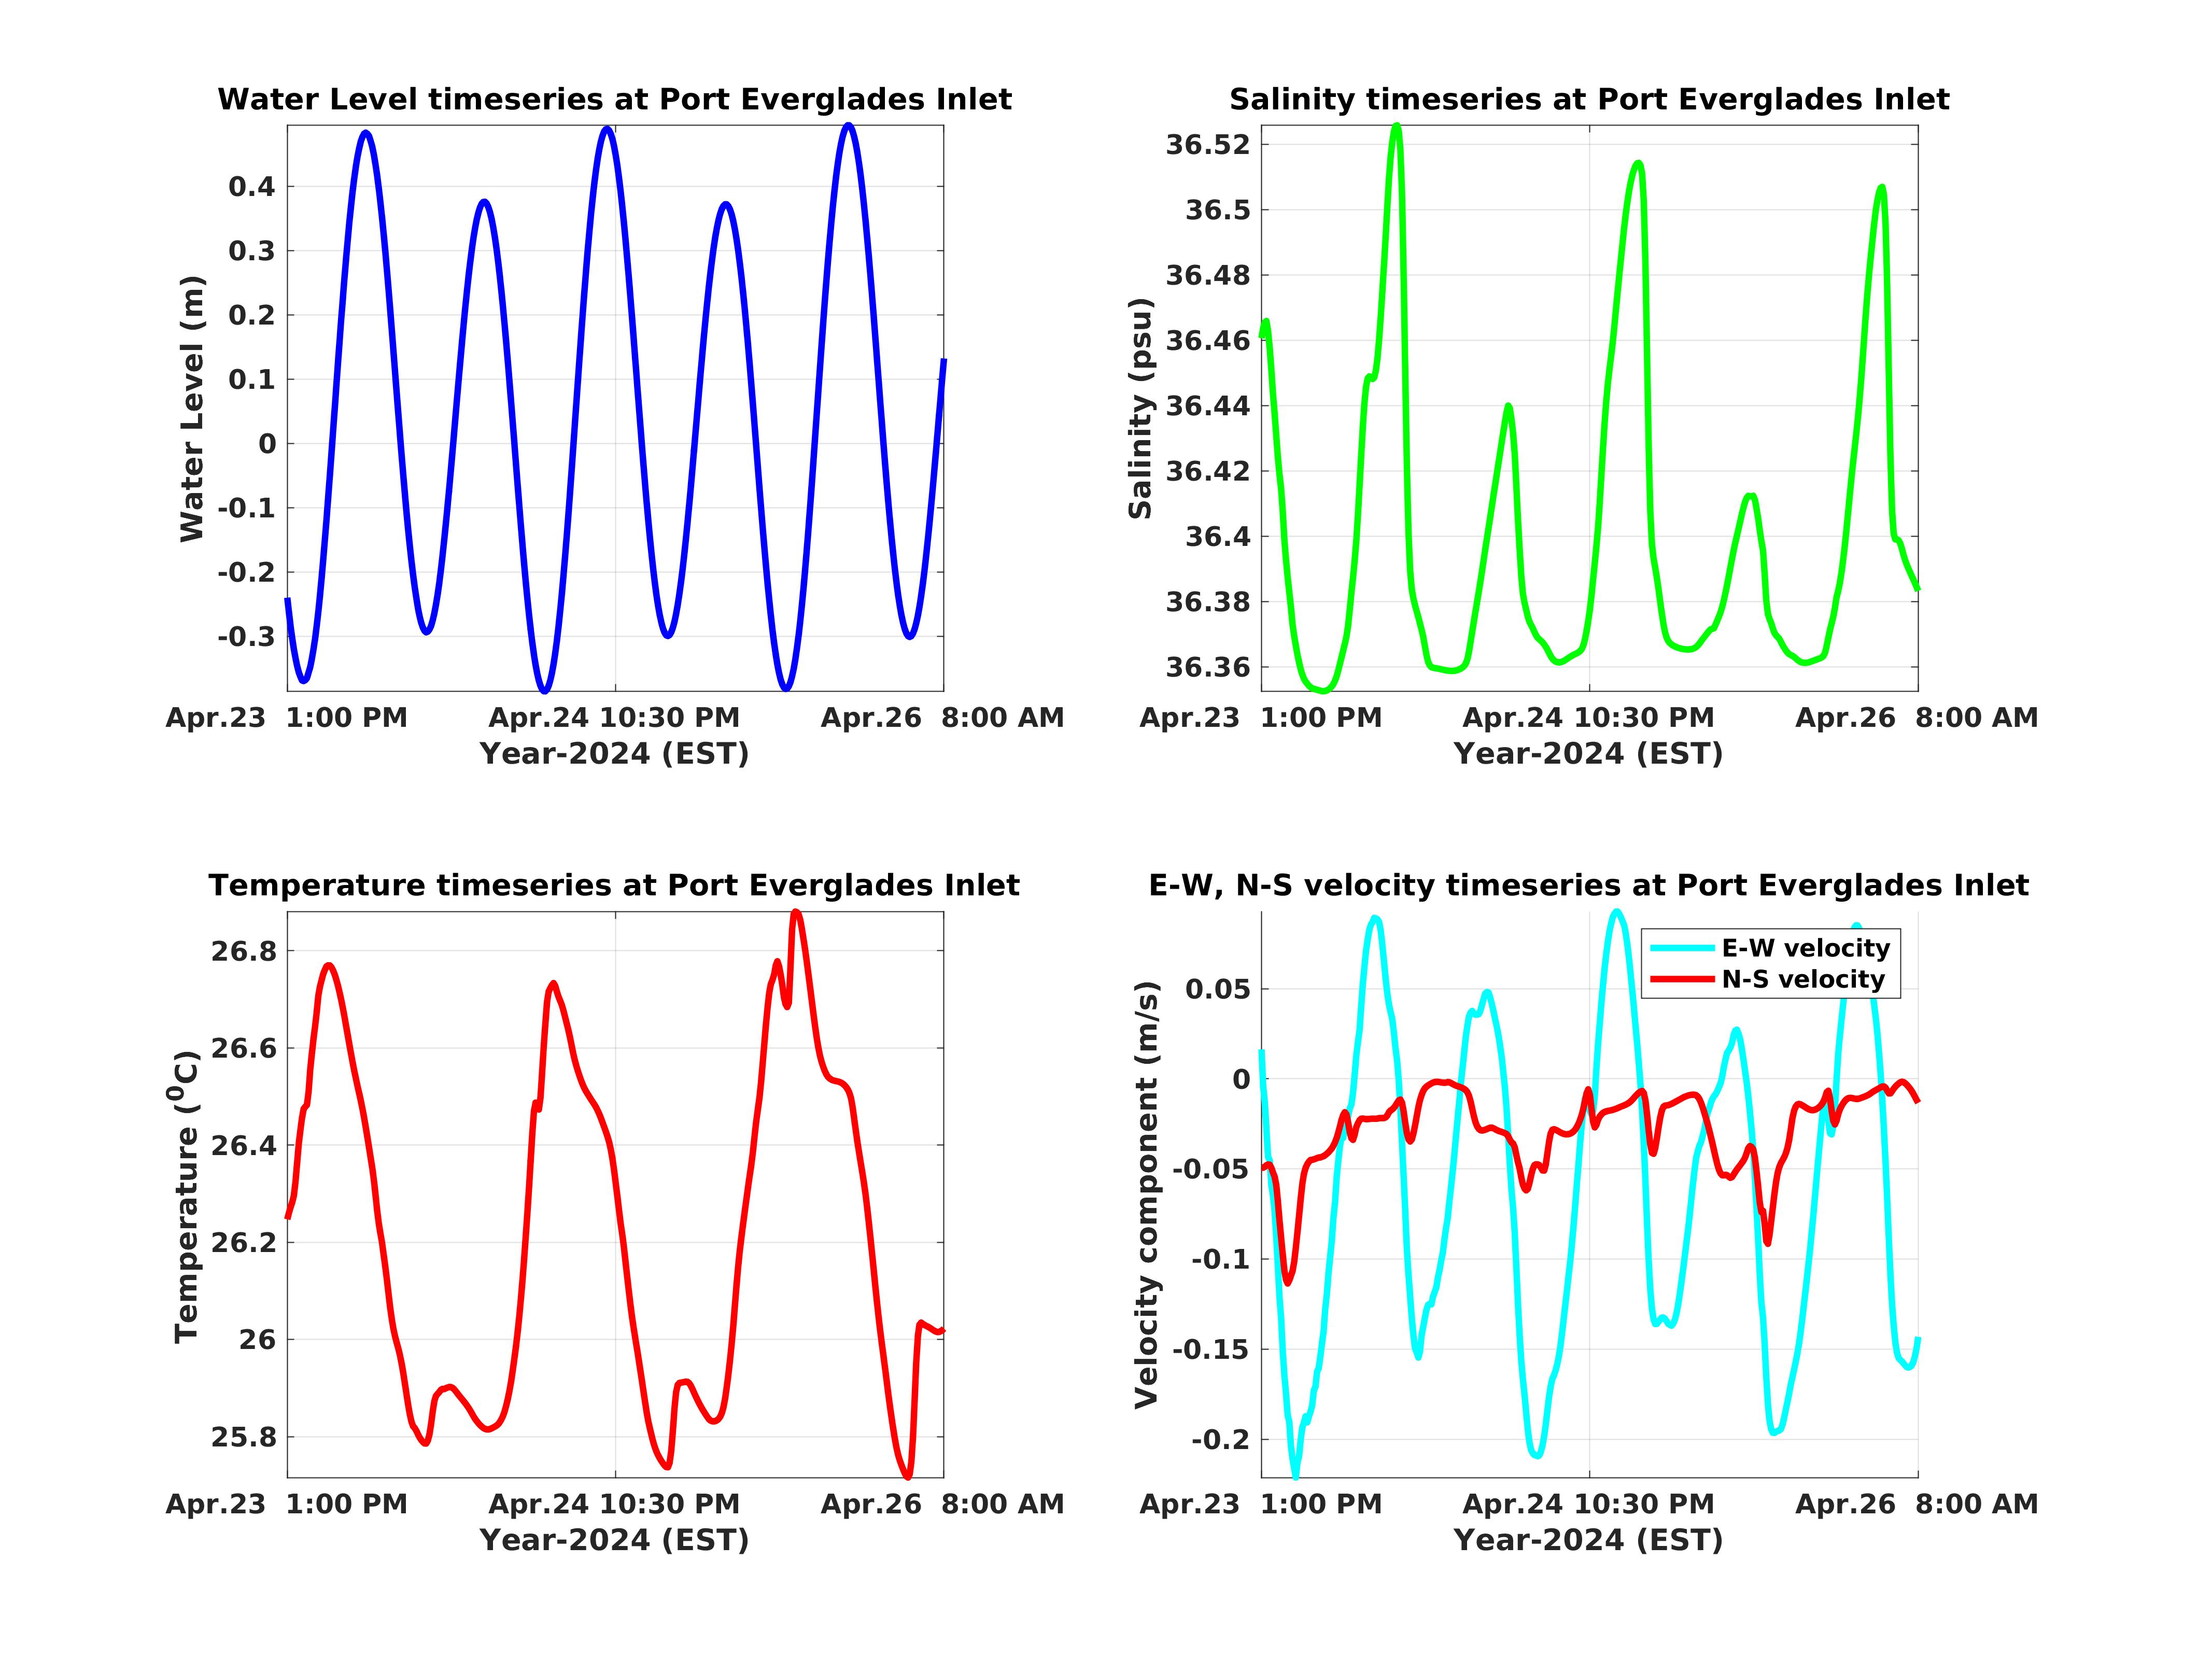 Water Level timeseries at Port Everglades Inlet
Water Level (m)
0.4
0.3
0.2
0.1
0
-0.1
-0.2
-0.3
Apr.23 1:00 PM
Apr.24 10:30 PM
Apr.26 8:00 AM
Year-2024 (EST)
Salinity timeseries at Port Everglades Inlet
Salinity (psu)
36.52
36.5
36.48
36.46
36.44
36.42
36.4
36.38
36.36
Apr.23 1:00 PM
Apr.24 10:30 PM
Apr.26 8:00 AM
Year-2024 (EST)
Temperature timeseries at Port Everglades Inlet
Temperature (⁰C)
26.8
26.6
26.4
26.2
26
25.8
Apr.23 1:00 PM
Apr.24 10:30 PM
Apr.26 8:00 AM
Year-2024 (EST)
E-W, N-S velocity timeseries at Port Everglades Inlet
Velocity component (m/s)
E-W velocity
N-S velocity
0.05
0
-0.05
-0.1
-0.15
-0.2
Apr.23 1:00 PM
Apr.24 10:30 PM
Apr.26 8:00 AM
Year-2024 (EST)